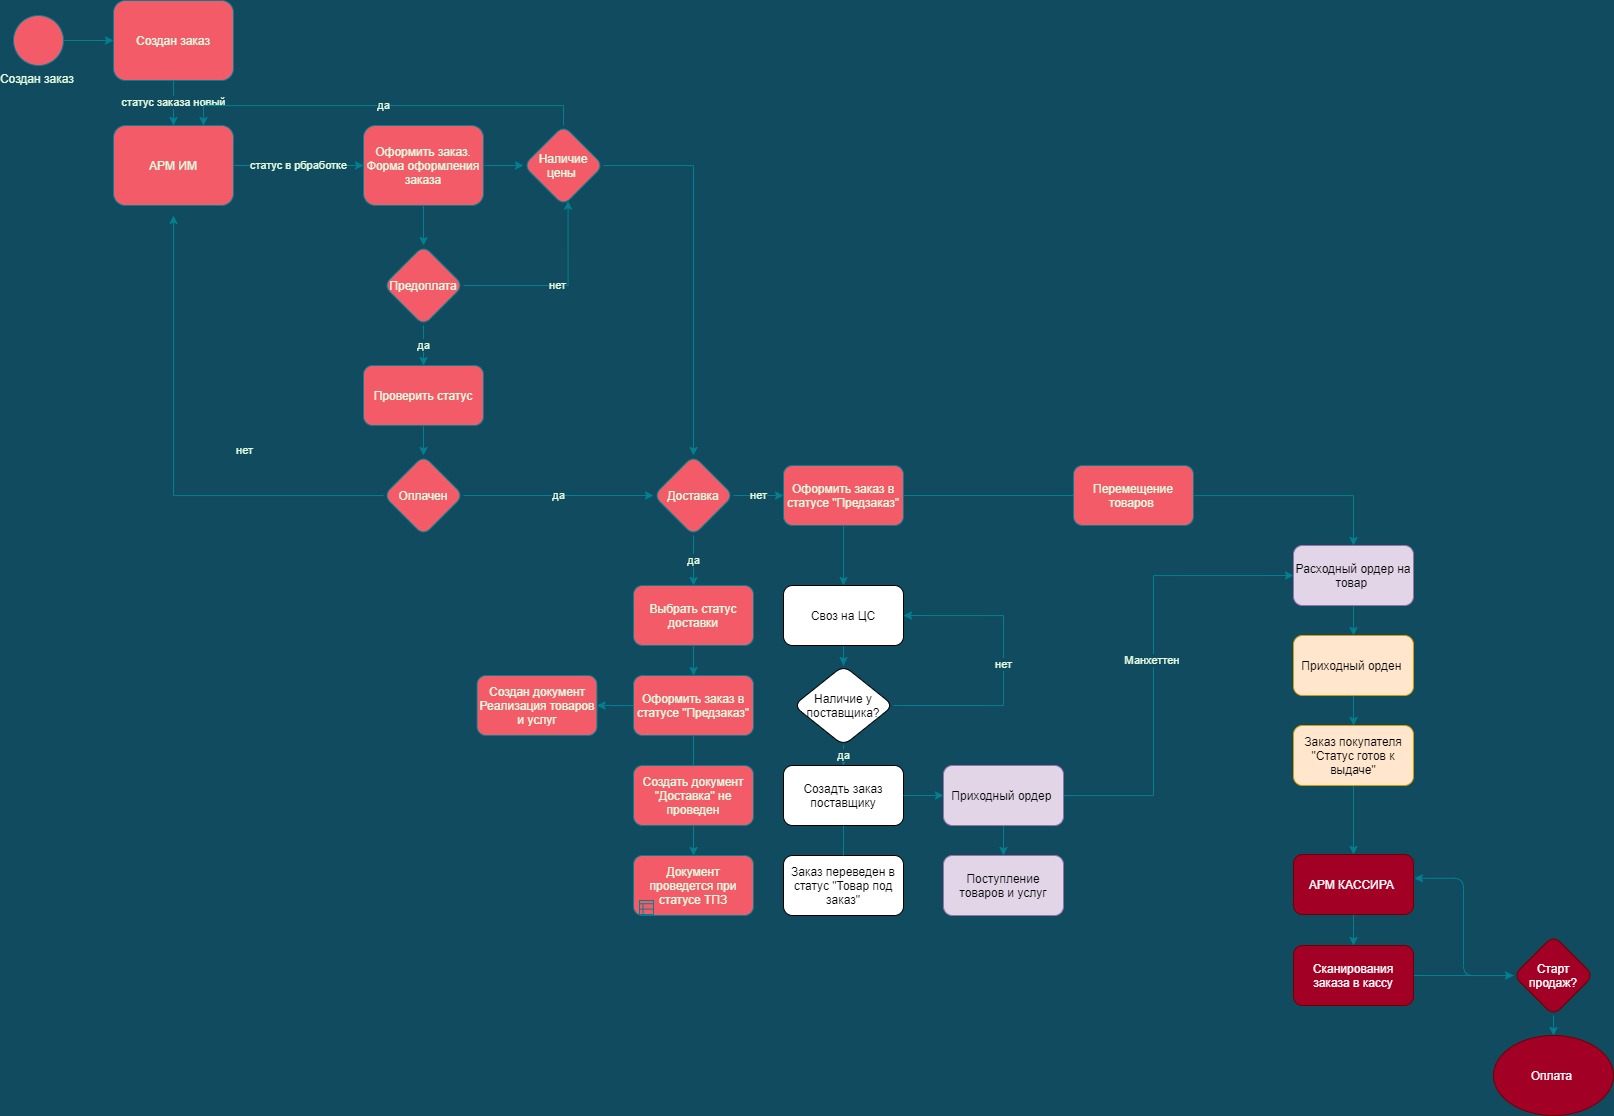 Создан заказ
Создан заказ
статус заказа новый
да
АРМ ИМ
статус в рбработке
Оформить заказ.
Форма оформления
заказа
Наличие
цены
Предоплата
нет
да
Проверить статус
нет
Оплачен
да
Доставка
нет
Оформить заказ в
статусе "Предзаказ"
Перемещение
товаров
да
Расходный ордер на
товар
Выбрать статус
доставки
Своз на ЦС
нет
Манхеттен
Приходный орден
Создан документ
Реализация товаров
и услуг
Оформить заказ в
статусе "Предзаказ"
Наличие у
поставщика?
да
Заказ покупателя
"Статус готов к
выдаче"
Создать документ
"Доставка" не
проведен
Созадть заказ
поставщику
Приходный ордер
Документ
проведется при
статусе ТПЗ
Заказ переведен в
статус "Товар под
заказ"
Поступление
товаров и услуг
АРМ КАССИРА
Сканирования
заказа в кассу
Старт
продаж?
Оплата